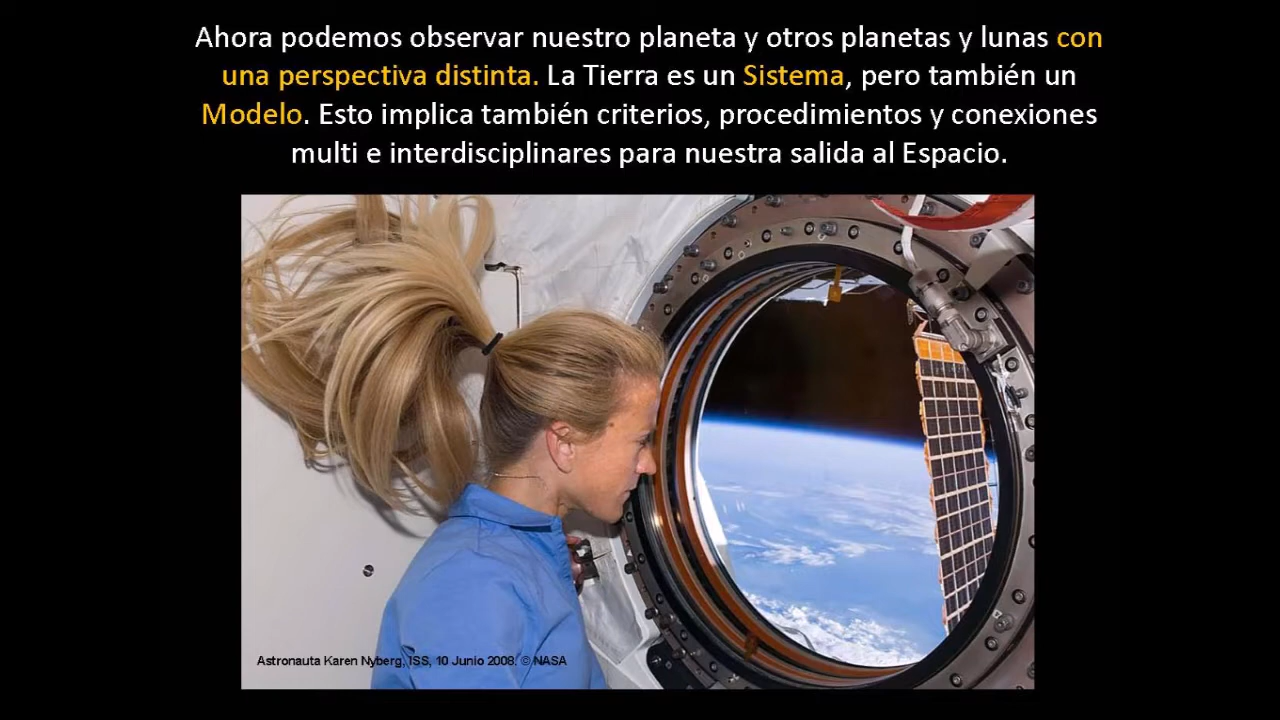 Ahora podemos observar nuestro planeta y otros planetas y lunas con
una perspectiva distinta. La Tierra es un Sistema, pero también un
Modelo. Esto implica también criterios, procedimientos y conexiones
multi e interdisciplinares para nuestra salida al Espacio.
Astronauta Karen Nyberg, ISS, 10 Junio 2008. © NASA